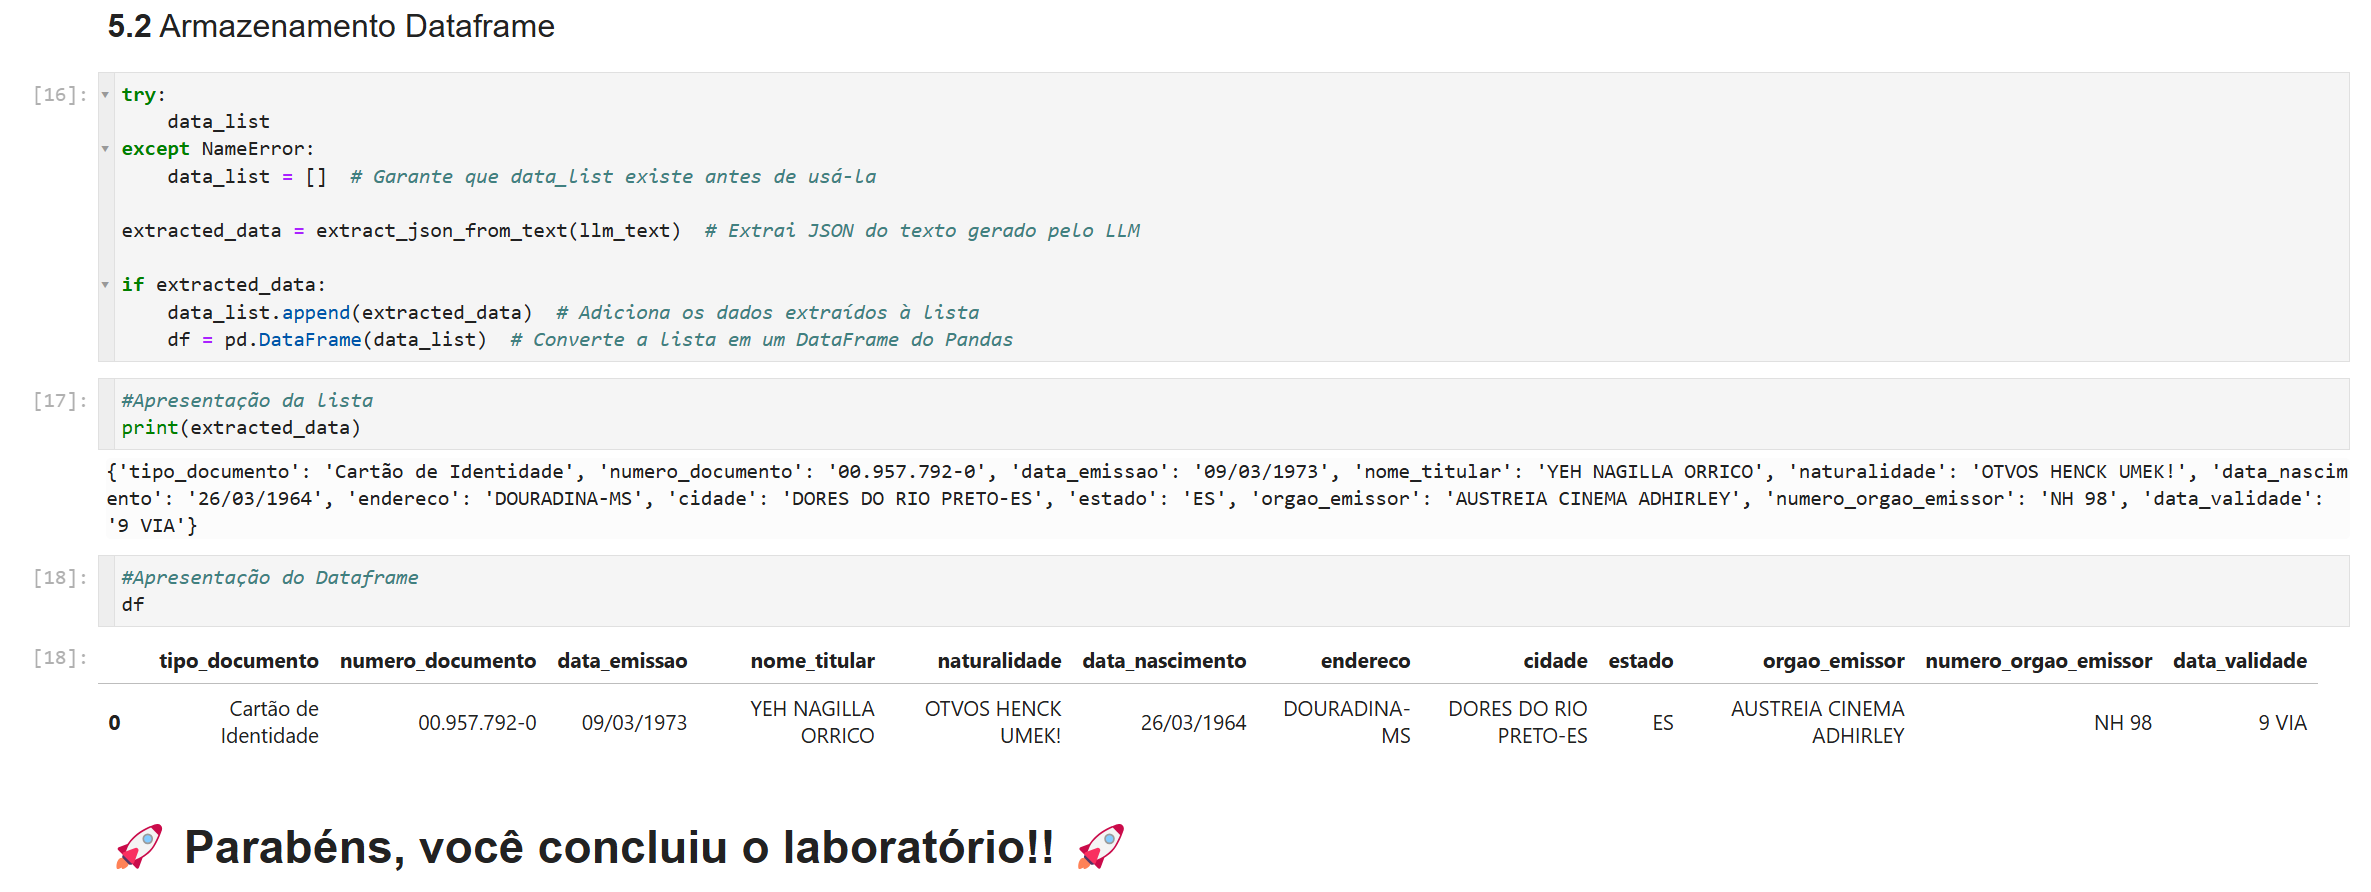 5.2 Armazenamento Dataframe
[16]:
try:
    data_list
except NameError:
    data_list = []  # Garante que data_list existe antes de usá-la
extracted_data = extract_json_from_text(llm_text)  # Extrai JSON do texto gerado pelo LLM
if extracted_data:
    data_list.append(extracted_data)  # Adiciona os dados extraídos à lista
    df = pd.DataFrame(data_list)  # Converte a lista em um DataFrame do Pandas
[17]:
#Apresentação da lista
print(extracted_data)
{'tipo_documento': 'Cartão de Identidade', 'numero_documento': '00.957.792-0', 'data_emissao': '09/03/1973', 'nome_titular': 'YEH NAGILLA ORRICO', 'naturalidade': 'OTVOS HENCK UMEK!', 'data_nascim
ento': '26/03/1964', 'endereco': 'DOURADINA-MS', 'cidade': 'DORES DO RIO PRETO-ES', 'estado': 'ES', 'orgao_emissor': 'AUSTREIA CINEMA ADHIRLEY', 'numero_orgao_emissor': 'NH 98', 'data_validade':
'9 VIA'}
[18]:
#Apresentação do Dataframe
df
[18]:
tipo_documento numero_documento data_emissao nome_titular naturalidade data_nascimento endereco cidade estado orgao_emissor numero_orgao_emissor data_validade
0 Cartão de Identidade 00.957.792-0 09/03/1973 YEH NAGILLA ORRICO OTVOS HENCK UMEK! 26/03/1964 DOURADINA-MS DORES DO RIO PRETO-ES ES AUSTREIA CINEMA ADHIRLEY NH 98 9 VIA
🚀 Parabéns, você concluiu o laboratório!! 🚀